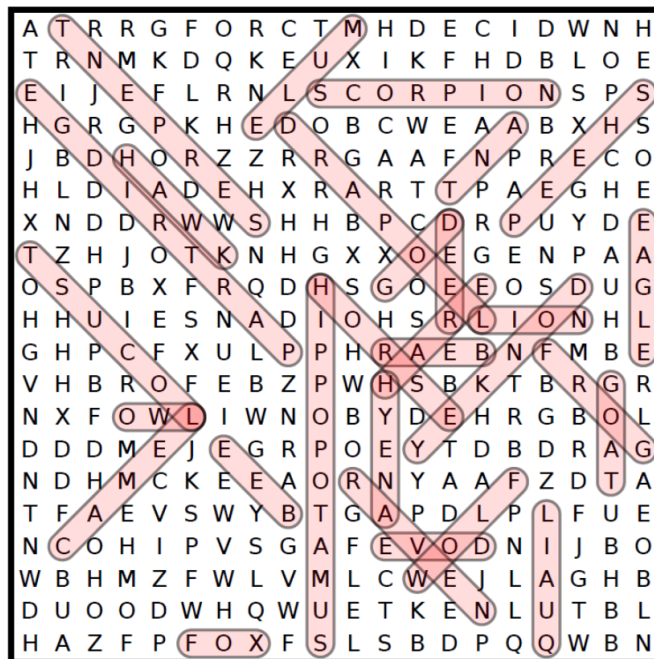 A T R R G F O R C T M H D E C I D W N H
T R N M K D Q K E U X I K F H D B L O E
E I J E F L R N L S C O R P I O N S P S
H G R G P K H E D O B C W E A A B X H S
J B D H O R Z Z R R G A A F N P R E C O
H L D I A D E H X R A R T T P A E G H E
X N D D R W W S H H B P C D R P U Y D E
T Z H J O T K N H G X X O E G E N P A A
O S P B X F R Q D H S G O E E O S D U G
H H U I E S N A D I O H S R L I O N H L
G H P C F X U L P P H R A E B N F M B E
V H B R O F E B Z P W H S B K T B R G R
N X F O W L I W N O B Y D E H R G B O L
D D D M E J E G R P O E Y T D B D R A G
N D H M C K E E A O R N Y A A F Z D T A
T F A E V S W Y B T G A P D L P L F U E
N C O H I P V S G A F E V O D N I J B O
W B H M Z F W L V M L C W E J L A G H B
D U O O D W H Q W U E T K E N L U T B L
H A Z F P F O X F S L S B D P Q Q W B N